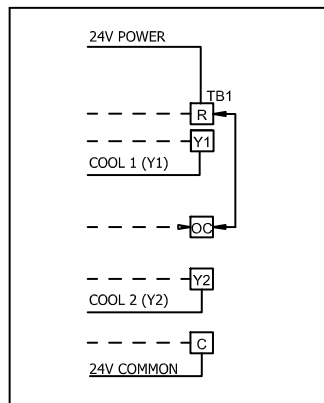 24V POWER
TB1
R
Y1
COOL 1 (Y1)
OC
Y2
COOL 2 (Y2)
C
24V COMMON